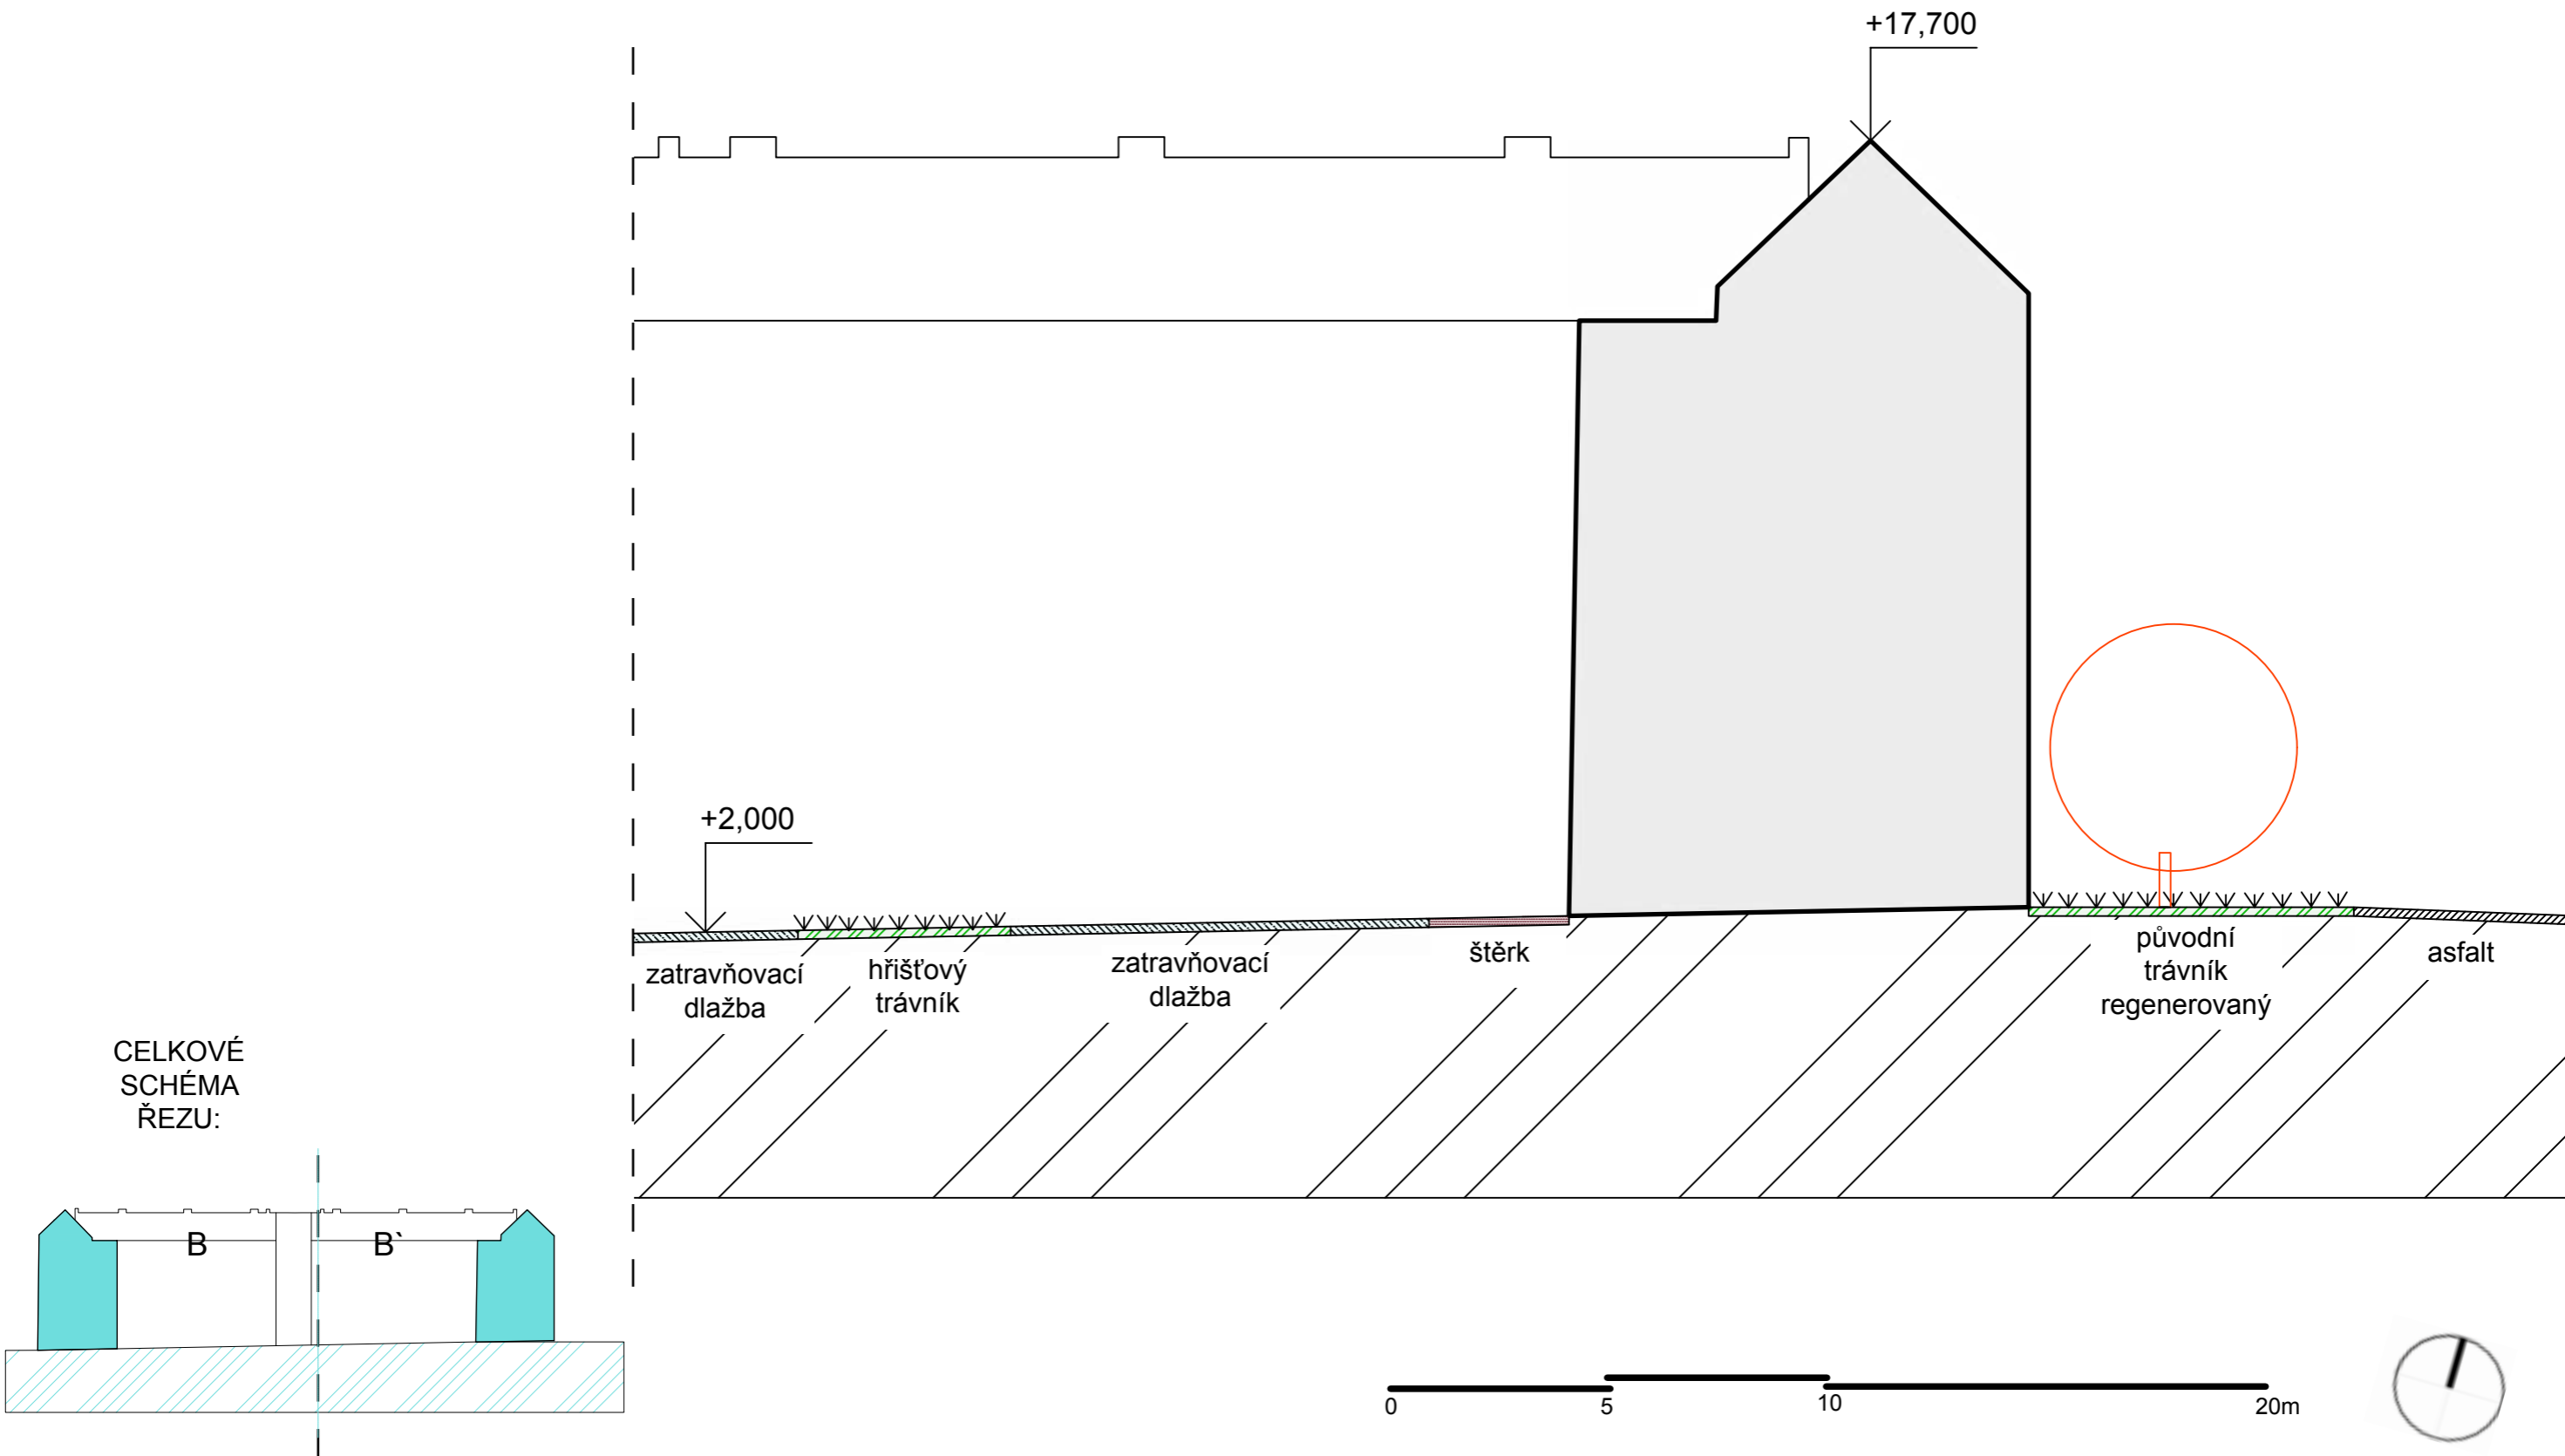 +17,700
+2,000
zatravňovací
dlažba
hřišťový
trávník
zatravňovací
dlažba
štěrk
původní
trávník
regenerovaný
asfalt
CELKOVÉ
SCHÉMA
ŘEZU:
B
B`
0
5
10
20m